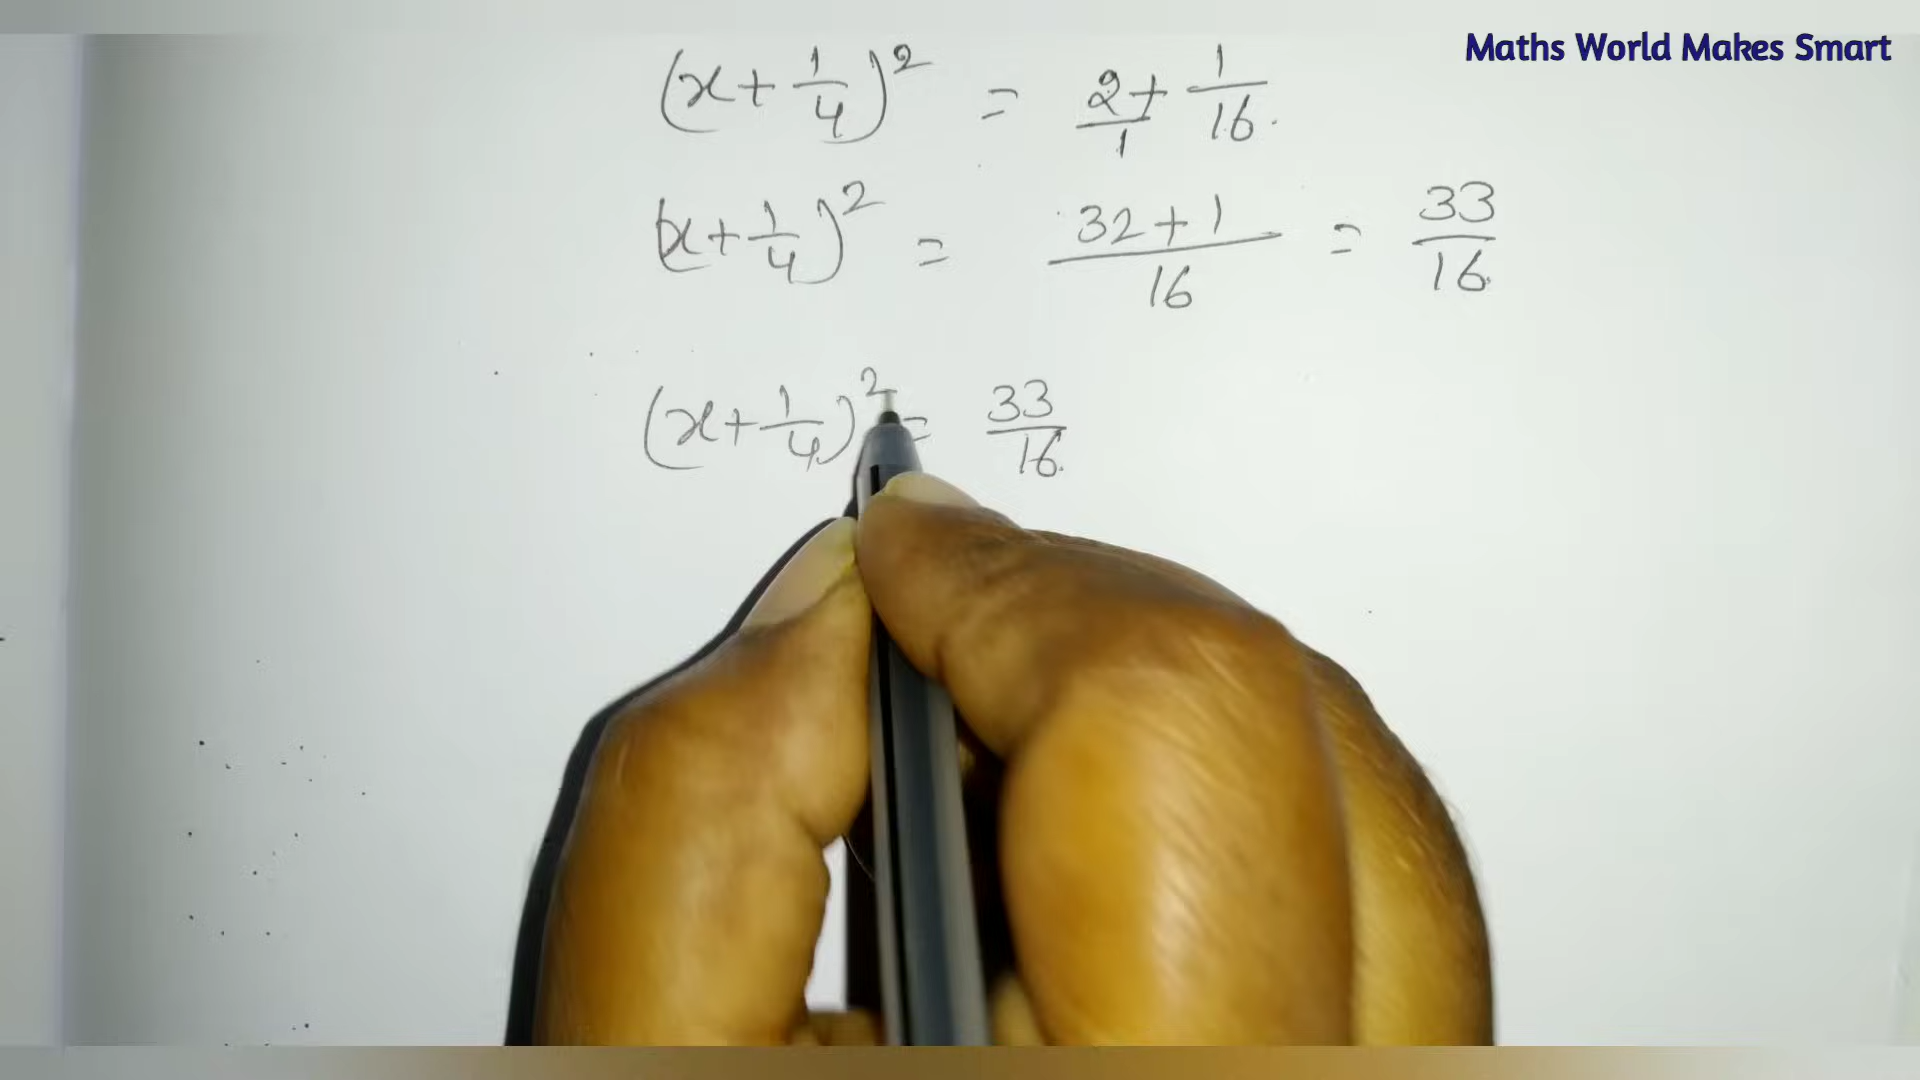 Maths World Makes Smart
(x + 1/4)² = 2/1 + 1/16.
(x + 1/4)² = 32 + 1/16 = 33/16.
(x + 1/4)² = 33/16.